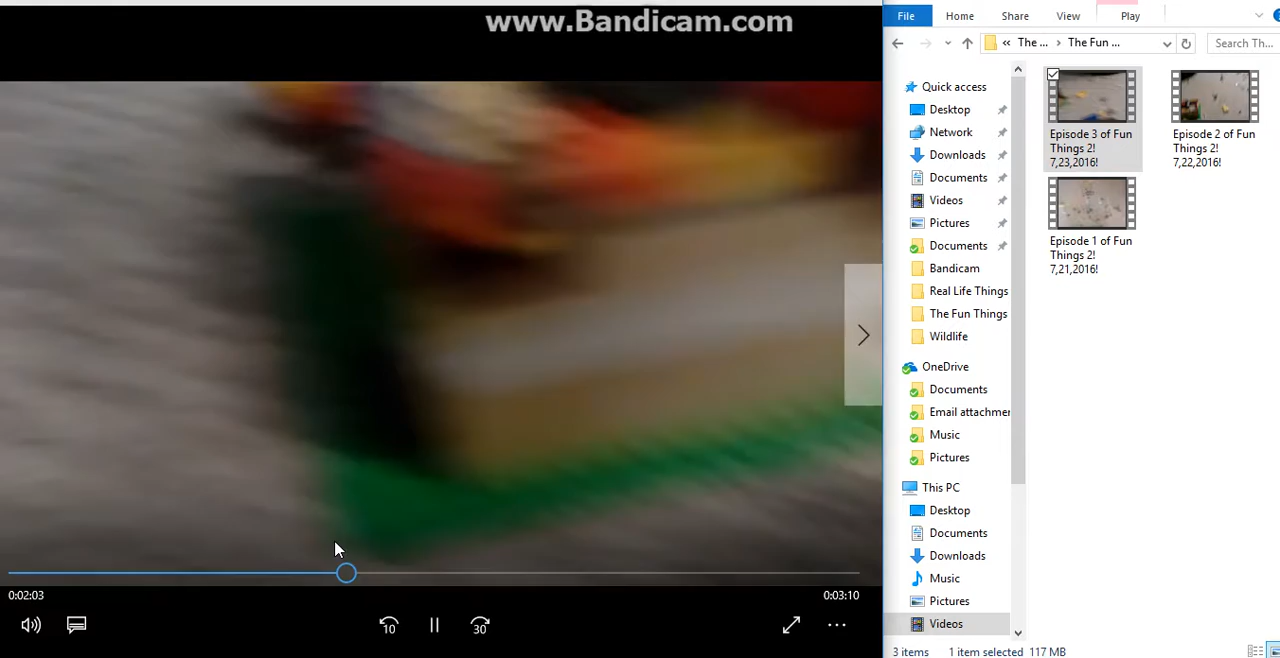 www.Bandicam.com
File Home Share View Play
« The ... › The Fun ...
Search Th...
Quick access
Desktop
Network
Downloads
Documents
Videos
Pictures
Documents
Bandicam
Real Life Things
The Fun Things
Wildlife
OneDrive
Documents
Email attachmer
Music
Pictures
This PC
Desktop
Documents
Downloads
Music
Pictures
Videos
Episode 3 of Fun
Things 2!
7,23,2016!
Episode 2 of Fun
Things 2!
7,22,2016!
Episode 1 of Fun
Things 2!
7,21,2016!
0:02:03
0:03:10
10
30
3 items 1 item selected 117 MB